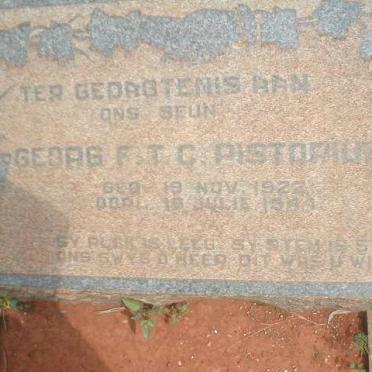 TER GEDAGTENIS AAN
ONS SEUN
GEORG F.T.C. PISTORIUS
GEB. 19 NOV. 1922
OORL. 18 JULIE 1944
SY PLEK IS LEEG SY STEM IS S
ONS SWYG O HEER DIT WAS U W